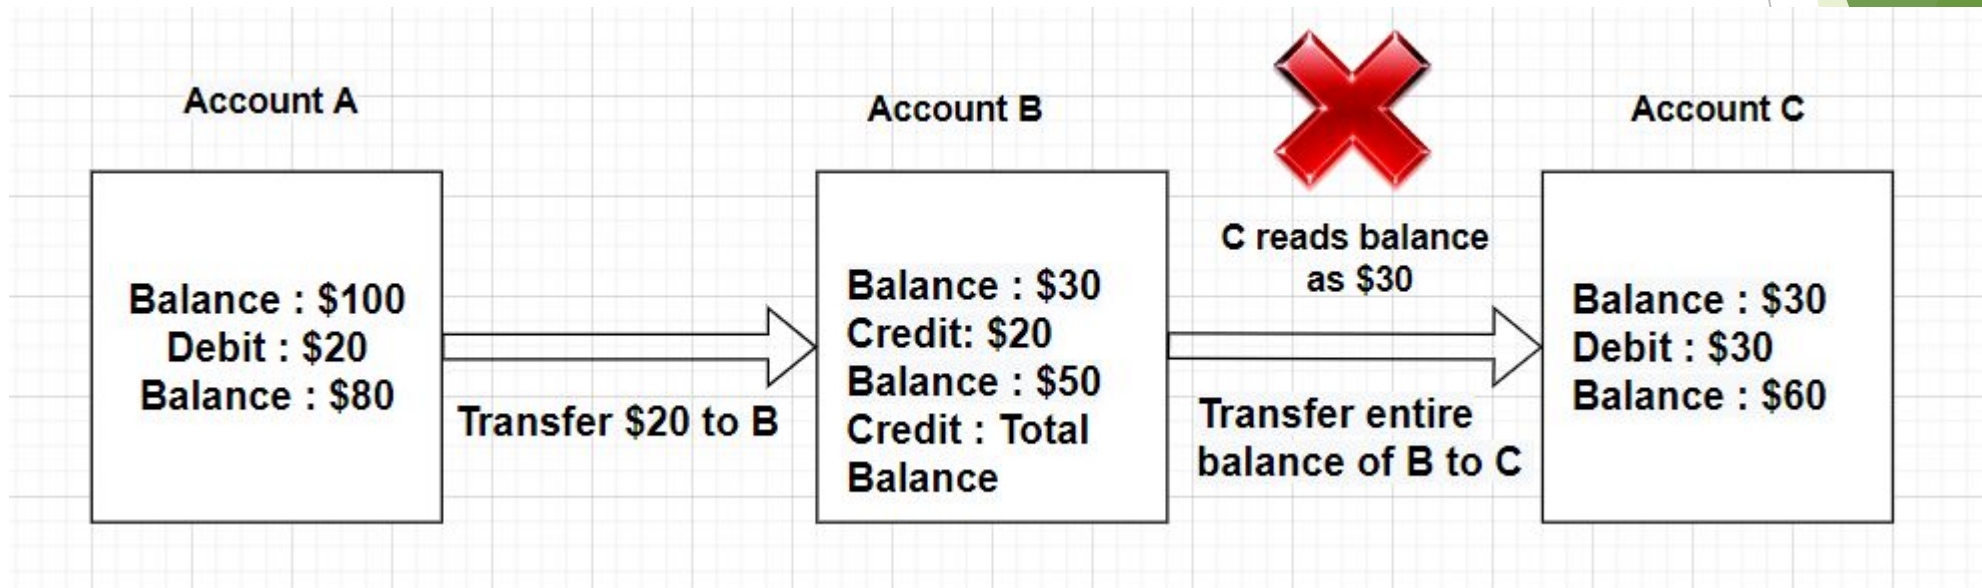 Account A
Balance : $100
Debit : $20
Balance : $80
Transfer $20 to B
Account B
Balance : $30
Credit: $20
Balance : $50
Credit : Total
Balance
C reads balance
as $30
Transfer entire
balance of B to C
Account C
Balance : $30
Debit : $30
Balance : $60